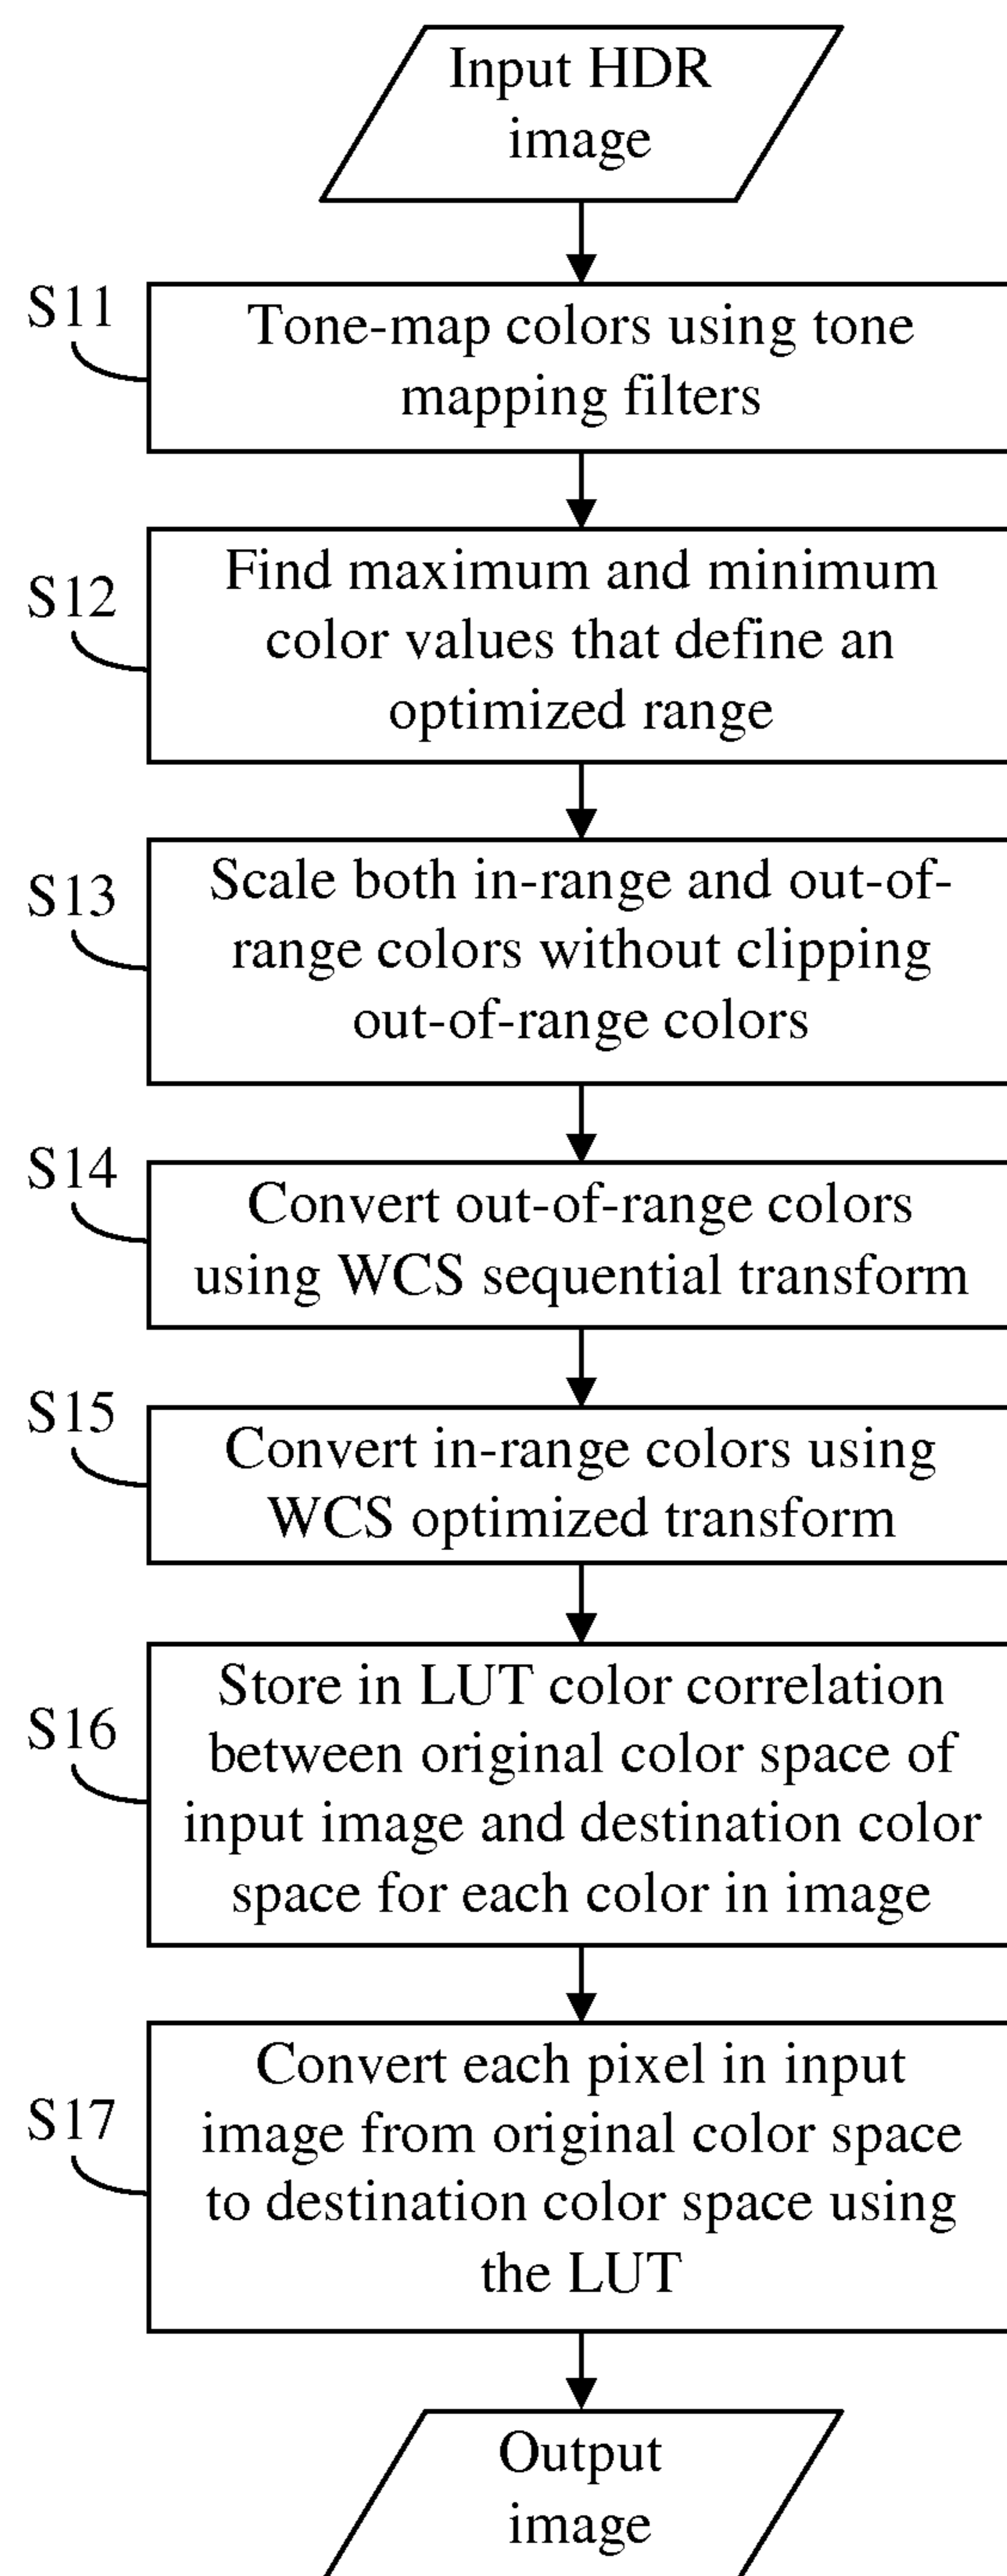 Input HDR
image
S11
Tone-map colors using tone
mapping filters
S12
Find maximum and minimum
color values that define an
optimized range
S13
Scale both in-range and out-of-
range colors without clipping
out-of-range colors
S14
Convert out-of-range colors
using WCS sequential transform
S15
Convert in-range colors using
WCS optimized transform
S16
Store in LUT color correlation
between original color space of
input image and destination color
space for each color in image
S17
Convert each pixel in input
image from original color space
to destination color space using
the LUT
Output
image